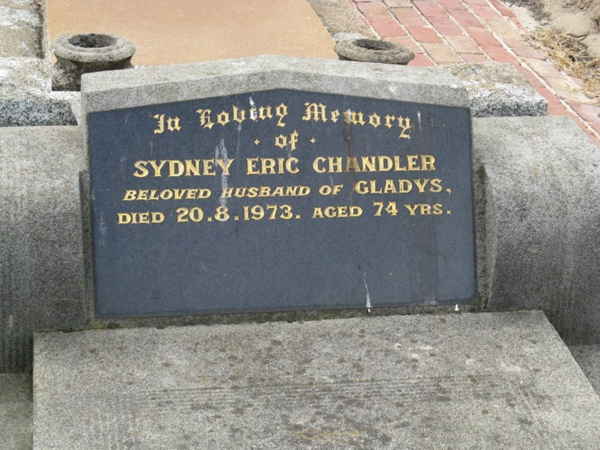 In Loving Memory
· of ·
SYDNEY ERIC CHANDLER
BELOVED HUSBAND OF GLADYS,
DIED 20.8.1973. AGED 74 YRS.